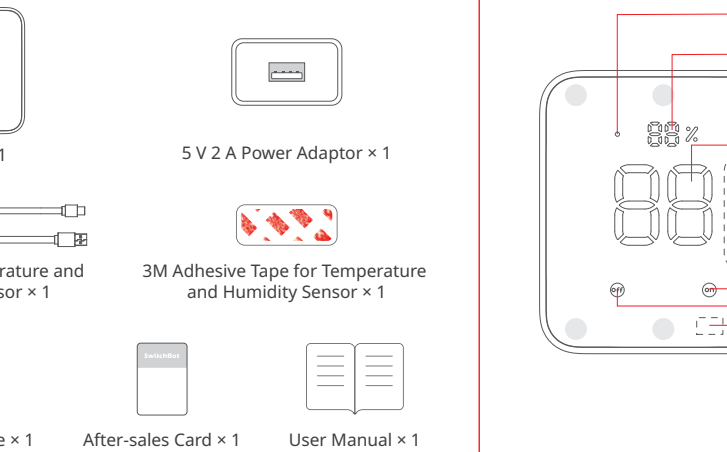 1
5 V 2 A Power Adaptor × 1
rature and
sor × 1
3M Adhesive Tape for Temperature
and Humidity Sensor × 1
SwitchBot
e × 1
After-sales Card × 1
User Manual × 1
88%
88
off
on